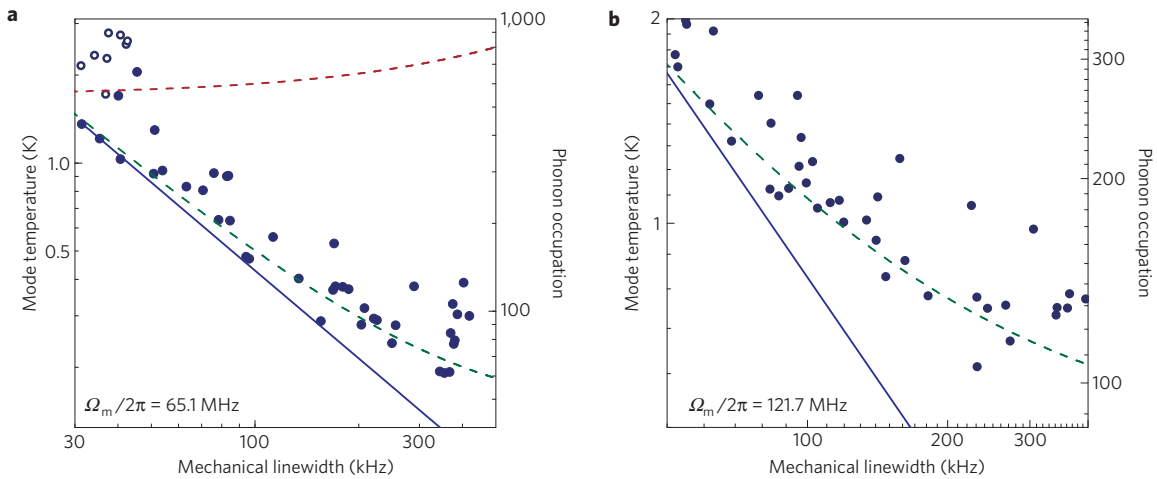 a
Mode temperature (K)
1.0
0.5
1,000
100
Phonon occupation
Ωm/2π = 65.1 MHz
30
100
300
Mechanical linewidth (kHz)
b
Mode temperature (K)
2
1
300
200
100
Phonon occupation
Ωm/2π = 121.7 MHz
100
200
300
Mechanical linewidth (kHz)